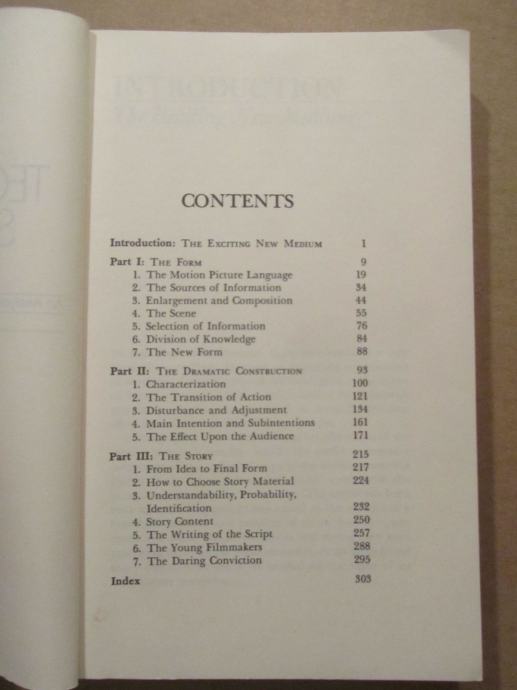 CONTENTS
Introduction: The Exciting New Medium 1
Part I: The Form 9
1. The Motion Picture Language 19
2. The Sources of Information 34
3. Enlargement and Composition 44
4. The Scene 55
5. Selection of Information 76
6. Division of Knowledge 84
7. The New Form 88
Part II: The Dramatic Construction 93
1. Characterization 100
2. The Transition of Action 121
3. Disturbance and Adjustment 134
4. Main Intention and Subintentions 161
5. The Effect Upon the Audience 171
Part III: The Story 215
1. From Idea to Final Form 217
2. How to Choose Story Material 224
3. Understandability, Probability,
Identification 232
4. Story Content 250
5. The Writing of the Script 257
6. The Young Filmmakers 288
7. The Daring Conviction 295
Index 303